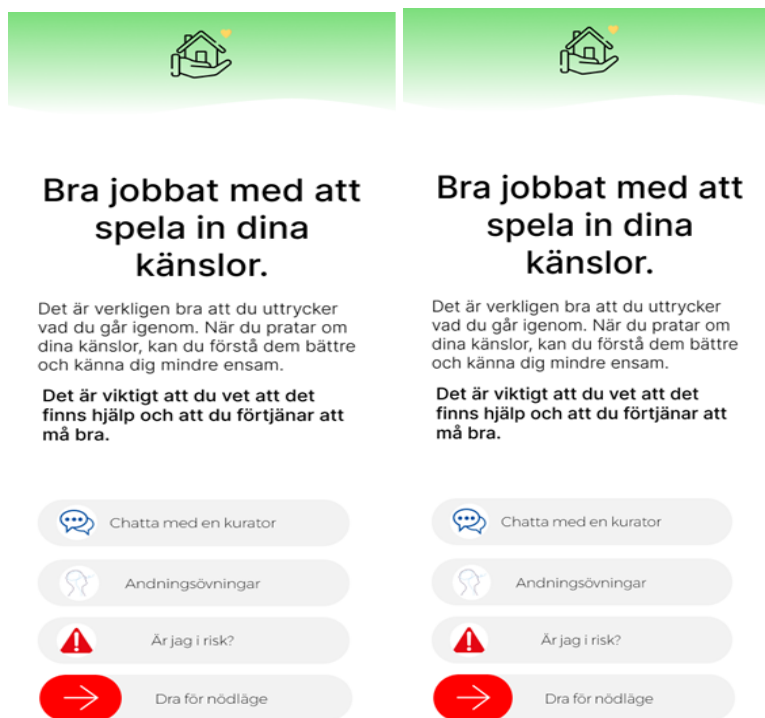 Bra jobbat med att
spela in dina
känslor.
Det är verkligen bra att du uttrycker
vad du går igenom. När du pratar om
dina känslor, kan du förstå dem bättre
och känna dig mindre ensam.
Det är viktigt att du vet att det
finns hjälp och att du förtjänar att
må bra.
Chatta med en kurator
Andningsövningar
Är jag i risk?
Dra för nödläge
Bra jobbat med att
spela in dina
känslor.
Det är verkligen bra att du uttrycker
vad du går igenom. När du pratar om
dina känslor, kan du förstå dem bättre
och känna dig mindre ensam.
Det är viktigt att du vet att det
finns hjälp och att du förtjänar att
må bra.
Chatta med en kurator
Andningsövningar
Är jag i risk?
Dra för nödläge